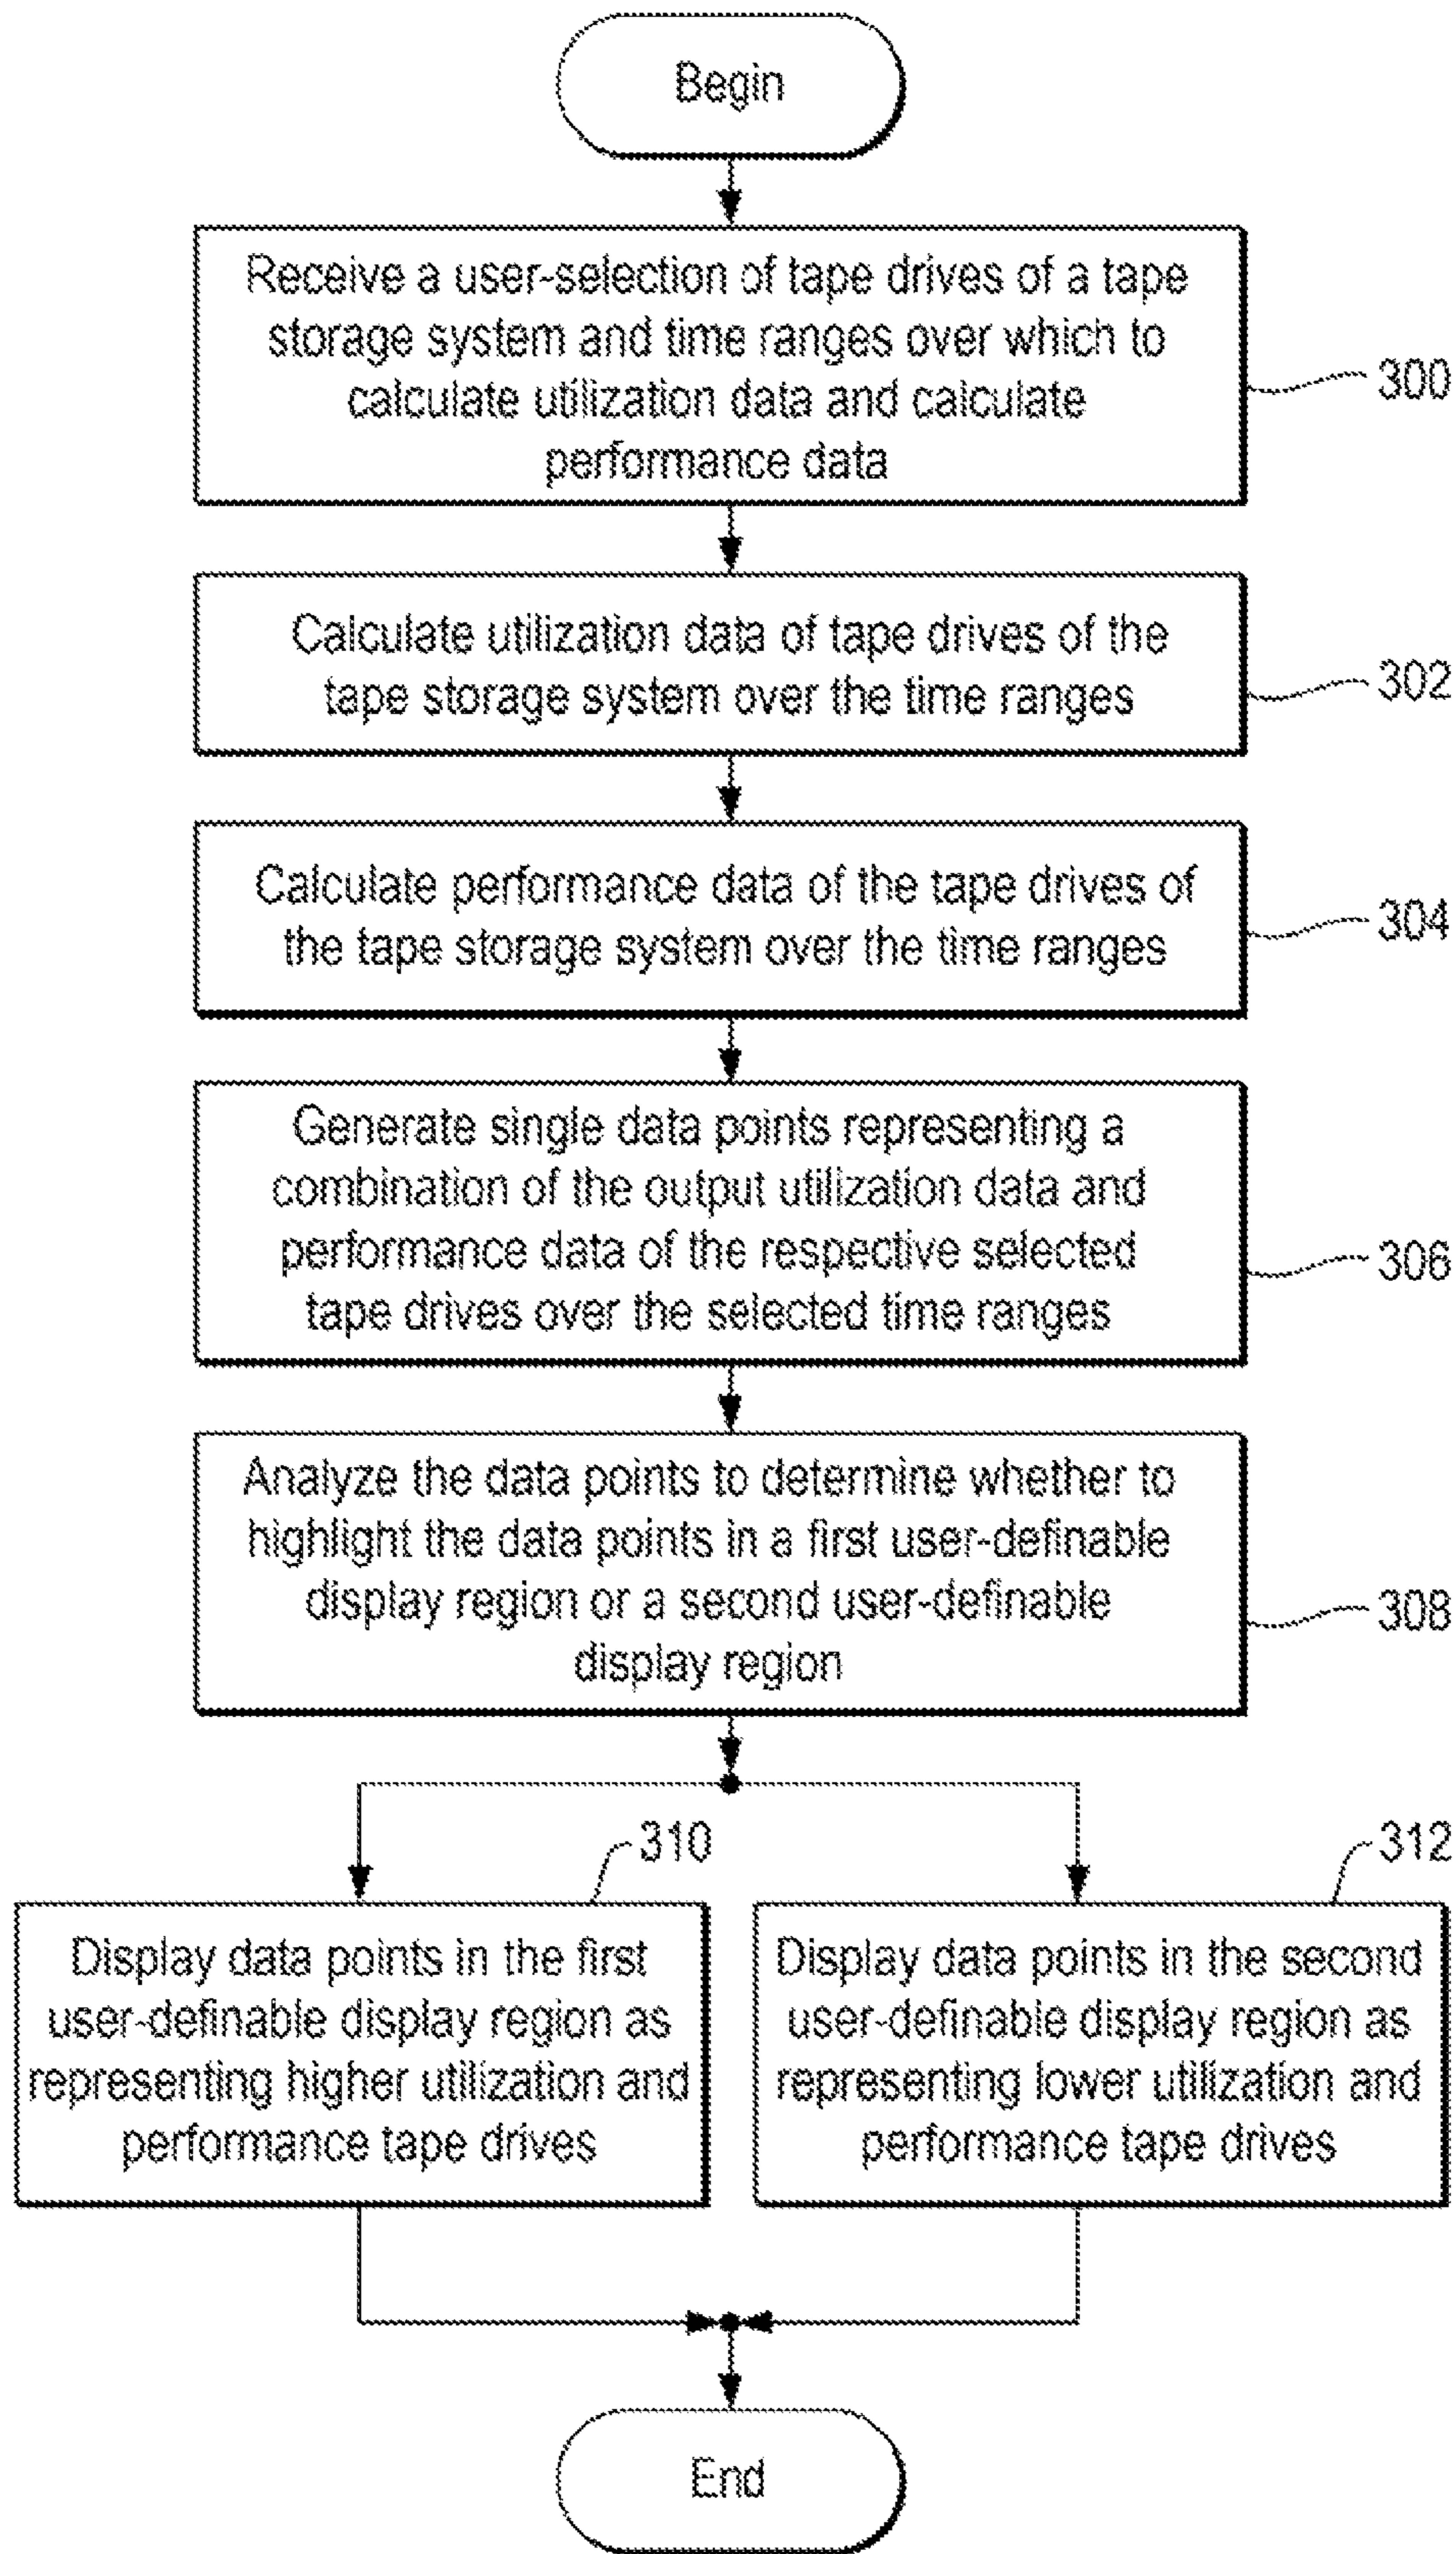 Begin
Receive a user-selection of tape drives of a tape
storage system and time ranges over which to
calculate utilization data and calculate
performance data
300
Calculate utilization data of tape drives of the
tape storage system over the time ranges
302
Calculate performance data of the tape drives of
the tape storage system over the time ranges
304
Generate single data points representing a
combination of the output utilization data and
performance data of the respective selected
tape drives over the selected time ranges
306
Analyze the data points to determine whether to
highlight the data points in a first user-definable
display region or a second user-definable
display region
308
310
Display data points in the first
user-definable display region as
representing higher utilization and
performance tape drives
312
Display data points in the second
user-definable display region as
representing lower utilization and
performance tape drives
End